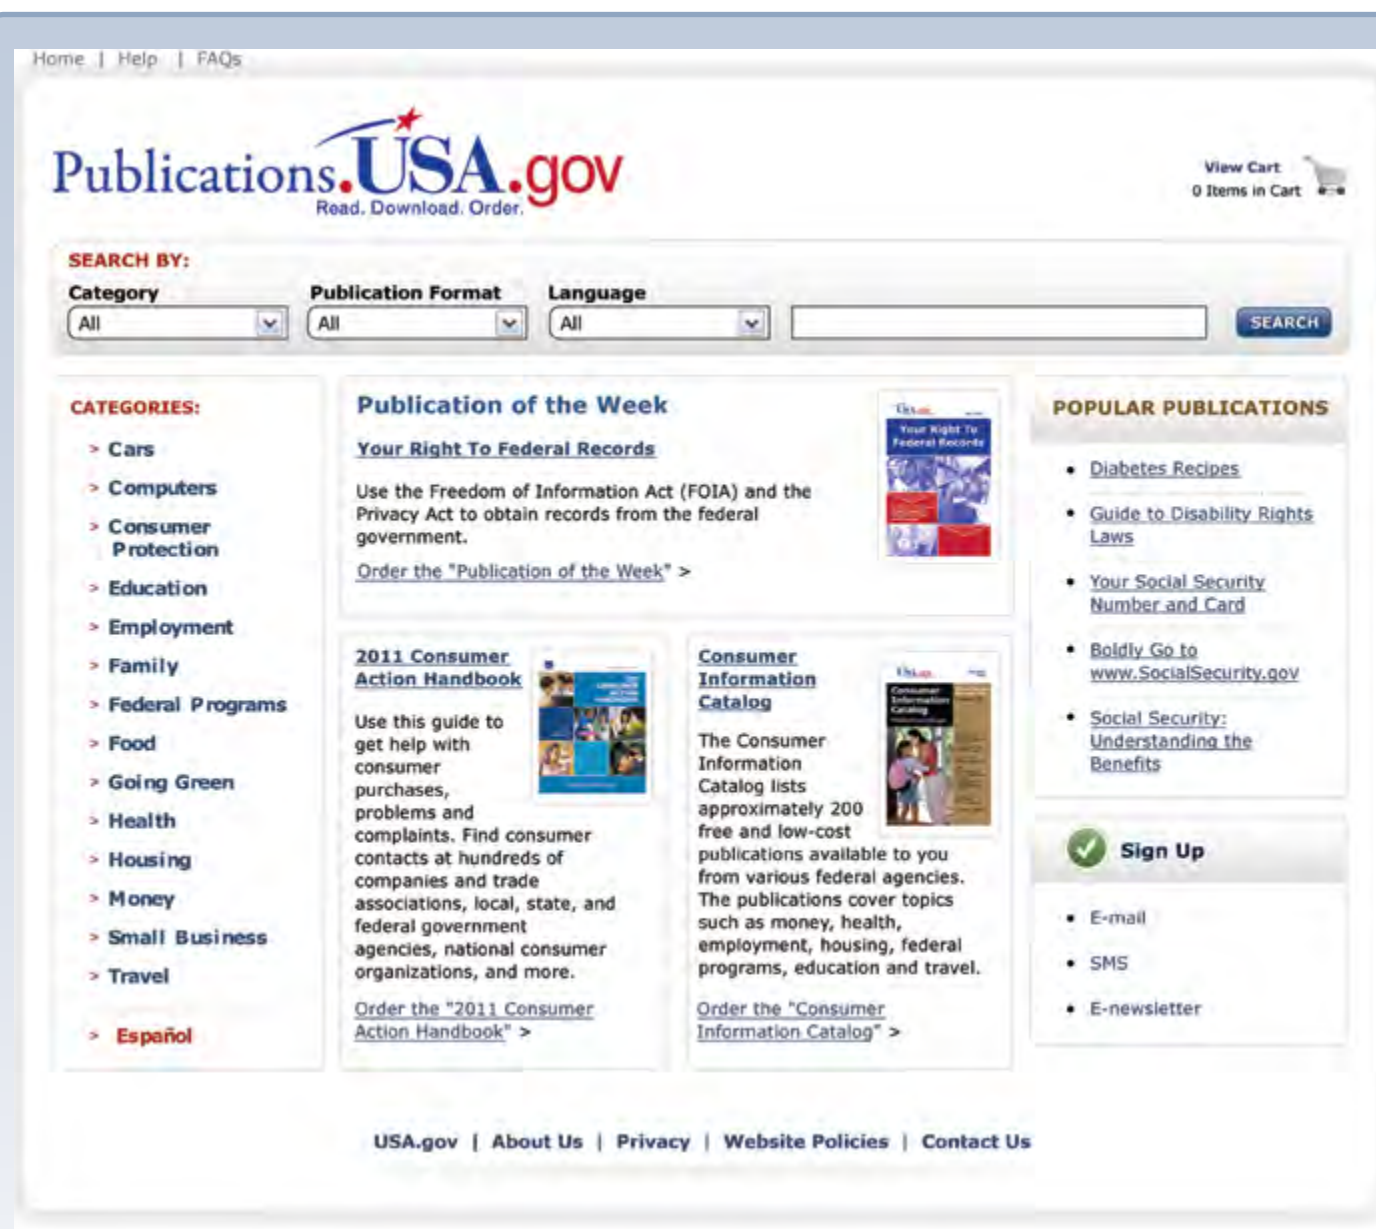 Home | Help | FAQs
Publications.USA.gov
Read. Download. Order.
View Cart
0 Items in Cart
SEARCH BY:
Category Publication Format Language
All All All SEARCH
CATEGORIES:
> Cars
> Computers
> Consumer
Protection
> Education
> Employment
> Family
> Federal Programs
> Food
> Going Green
> Health
> Housing
> Money
> Small Business
> Travel
> Español
Publication of the Week
Your Right To Federal Records
Use the Freedom of Information Act (FOIA) and the
Privacy Act to obtain records from the federal
government.
Order the "Publication of the Week" >
Your Right To
Federal Records
2011 Consumer
Action Handbook
Use this guide to
get help with
consumer
purchases,
problems and
complaints. Find consumer
contacts at hundreds of
companies and trade
associations, local, state, and
federal government
agencies, national consumer
organizations, and more.
Order the "2011 Consumer
Action Handbook" >
Consumer
Information
Catalog
The Consumer
Information
Catalog lists
approximately 200
free and low-cost
publications available to you
from various federal agencies.
The publications cover topics
such as money, health,
employment, housing, federal
programs, education and travel.
Order the "Consumer
Information Catalog" >
Consumer
Information
Catalog
POPULAR PUBLICATIONS
• Diabetes Recipes
• Guide to Disability Rights
Laws
• Your Social Security
Number and Card
• Boldly Go to
www.SocialSecurity.gov
• Social Security:
Understanding the
Benefits
Sign Up
• E-mail
• SMS
• E-newsletter
USA.gov | About Us | Privacy | Website Policies | Contact Us